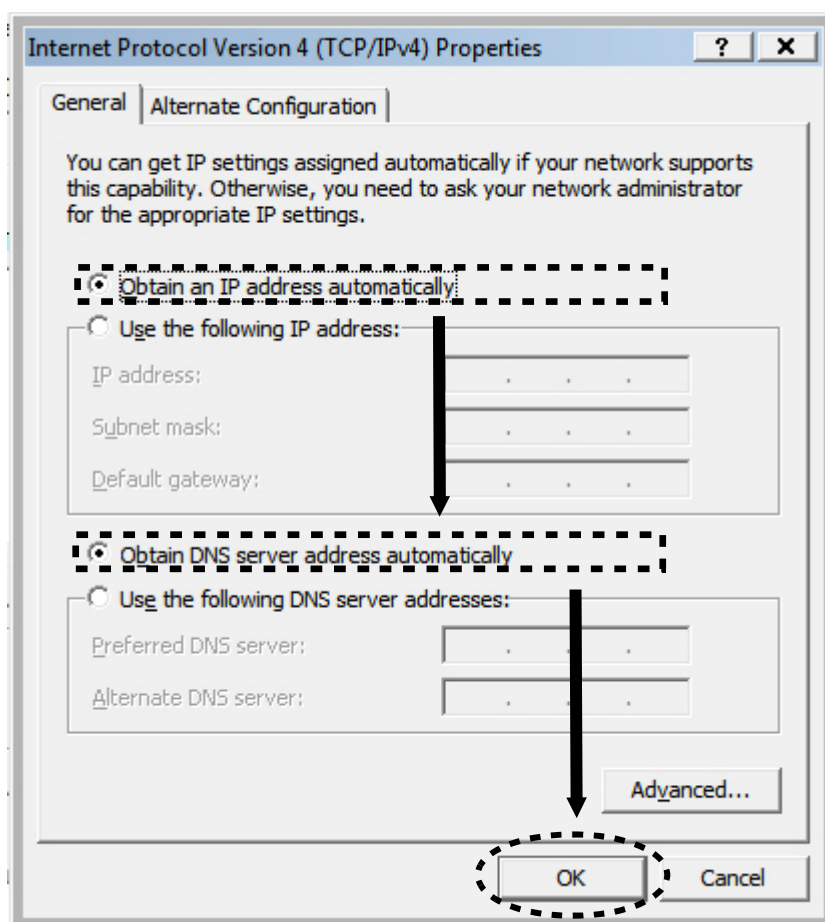 Internet Protocol Version 4 (TCP/IPv4) Properties
General
Alternate Configuration
You can get IP settings assigned automatically if your network supports
this capability. Otherwise, you need to ask your network administrator
for the appropriate IP settings.
Obtain an IP address automatically
Use the following IP address:
IP address:
Subnet mask:
Default gateway:
Obtain DNS server address automatically
Use the following DNS server addresses:
Preferred DNS server:
Alternate DNS server:
Advanced...
OK
Cancel